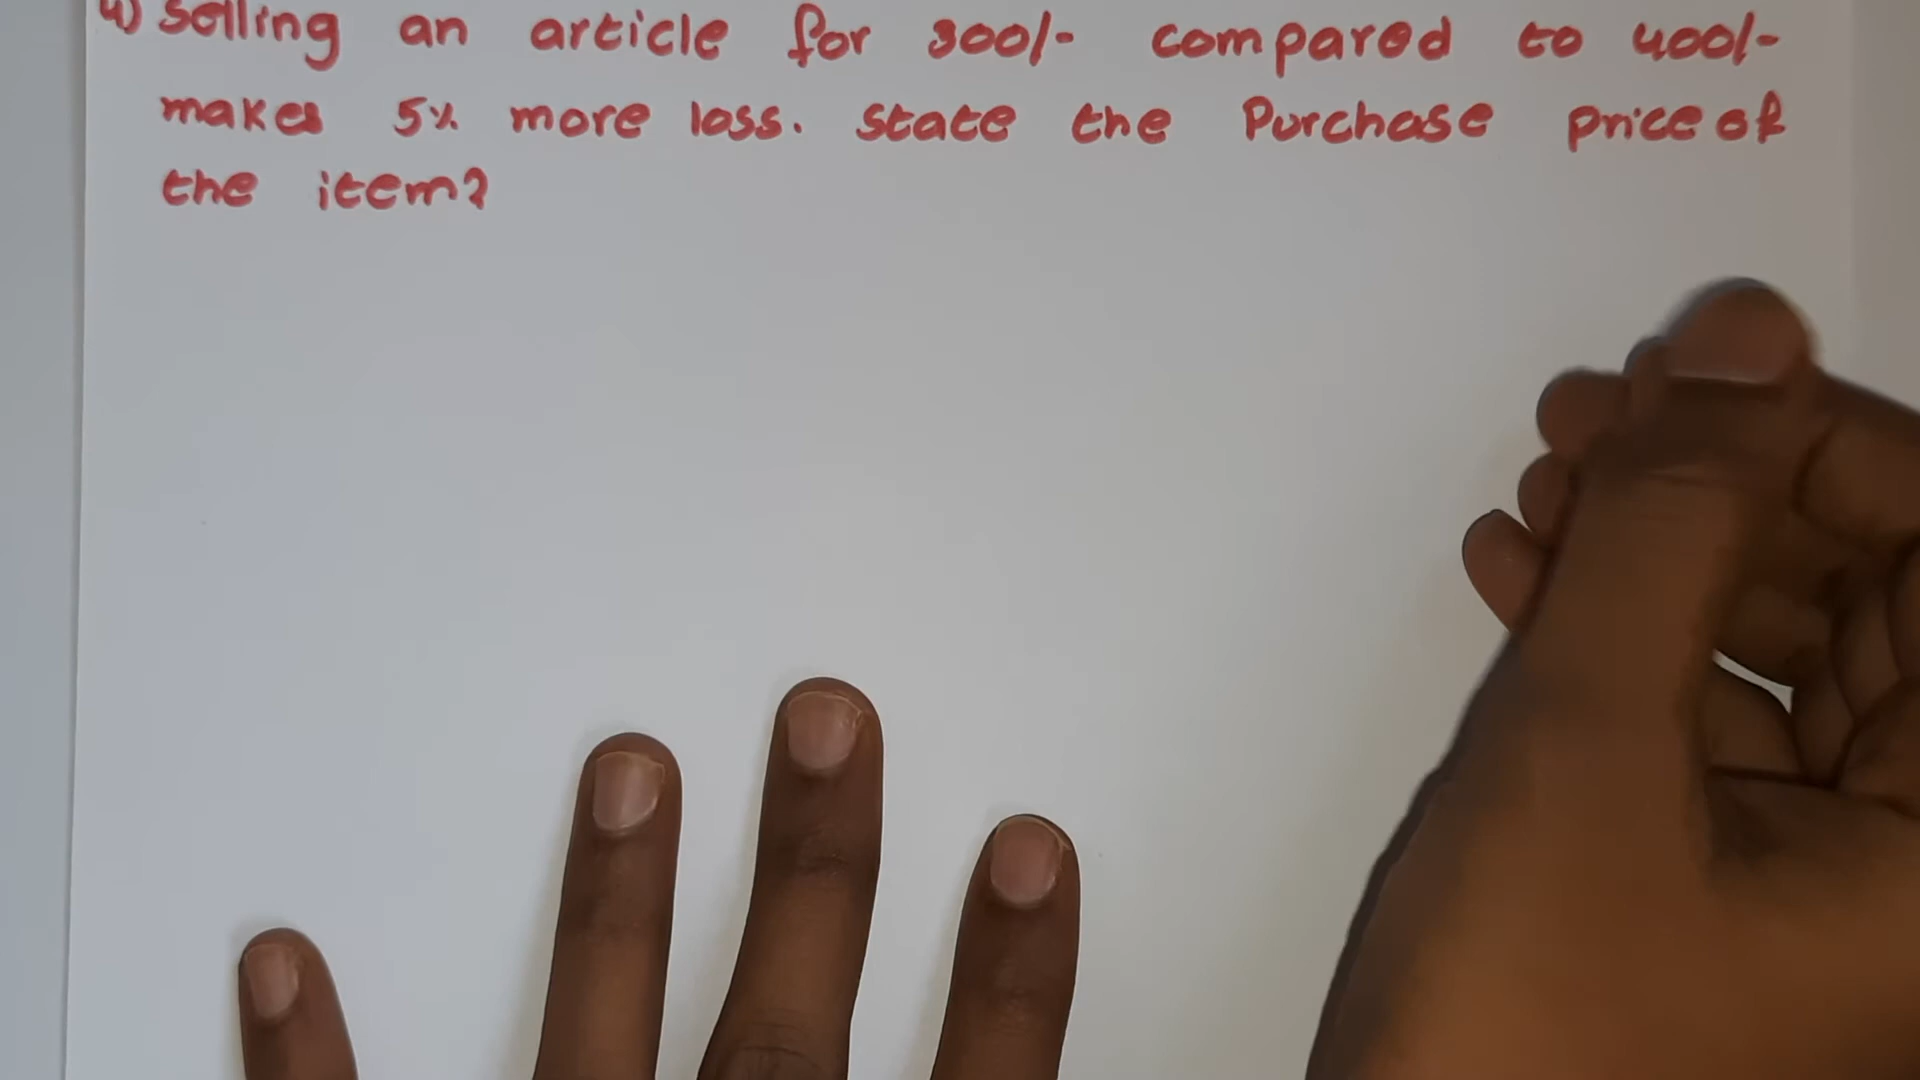 4) Selling an article for 300/- compared to 400/-
makes 5% more loss. State the Purchase price of
the item?